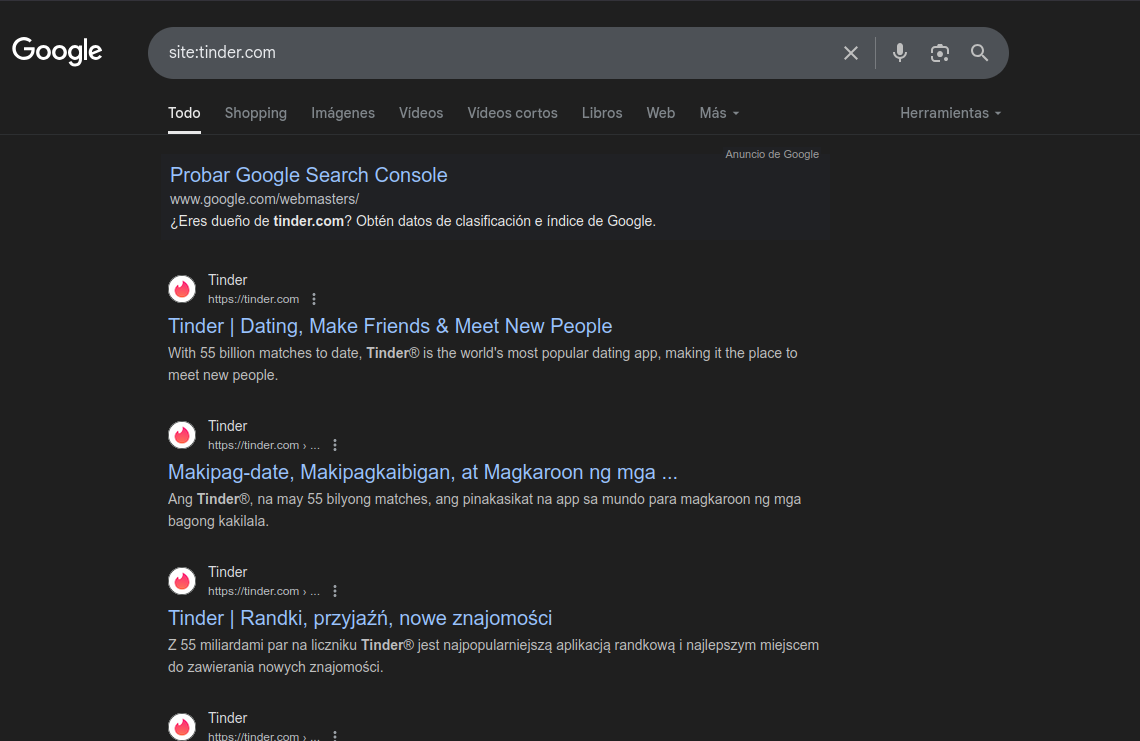 Google
site:tinder.com
Todo Shopping Imágenes Vídeos Vídeos cortos Libros Web Más Herramientas
Anuncio de Google
Probar Google Search Console
www.google.com/webmasters/
¿Eres dueño de tinder.com? Obtén datos de clasificación e índice de Google.
Tinder
https://tinder.com
Tinder | Dating, Make Friends & Meet New People
With 55 billion matches to date, Tinder® is the world's most popular dating app, making it the place to
meet new people.
Tinder
https://tinder.com › ...
Makipag-date, Makipagkaibigan, at Magkaroon ng mga ...
Ang Tinder®, na may 55 bilyong matches, ang pinakasikat na app sa mundo para magkaroon ng mga
bagong kakilala.
Tinder
https://tinder.com › ...
Tinder | Randki, przyjaźń, nowe znajomości
Z 55 miliardami par na liczniku Tinder® jest najpopularniejszą aplikacją randkową i najlepszym miejscem
do zawierania nowych znajomości.
Tinder
https://tinder.com › ...